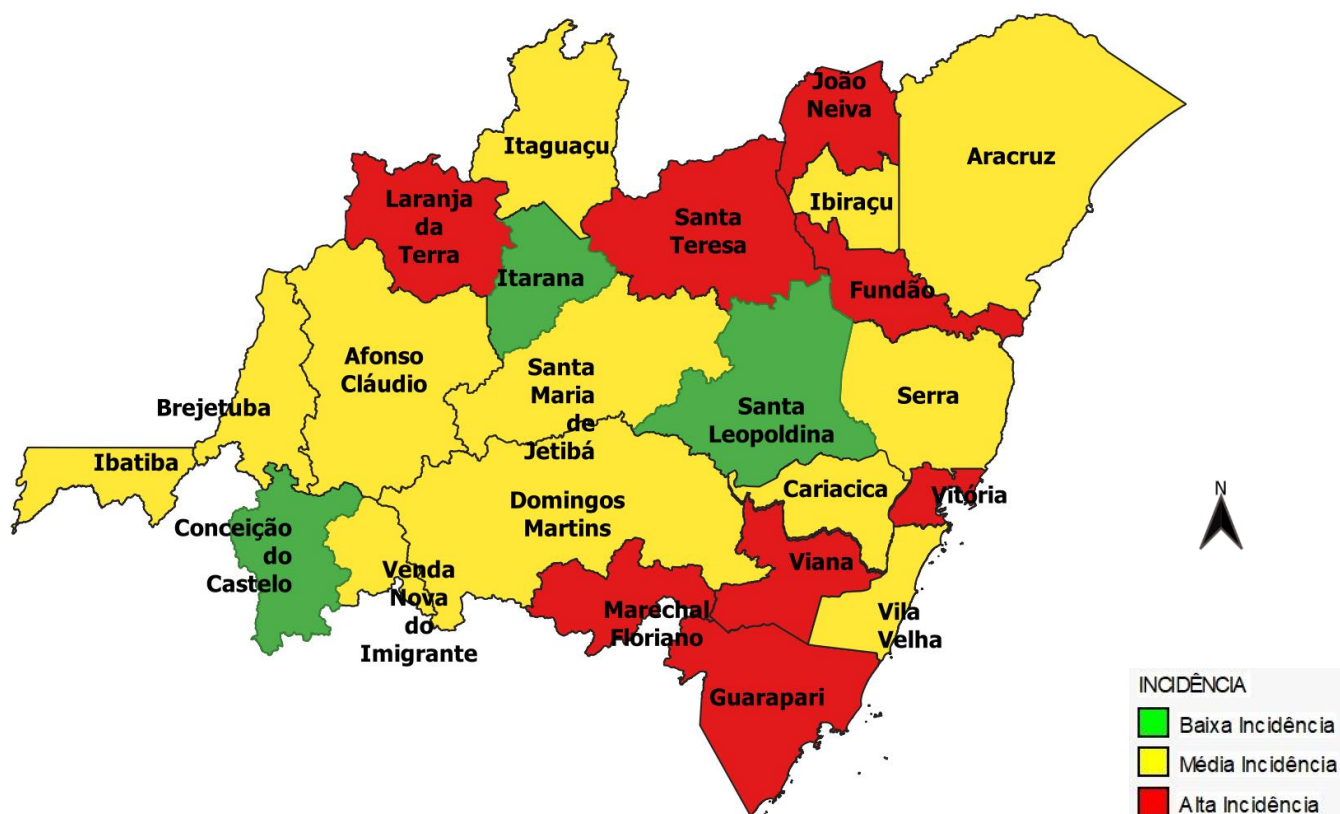 João
Neiva
Itaguaçu
Aracruz
Laranja
da
Terra
Santa
Teresa
Ibiraçu
Itarana
Fundão
Afonso
Cláudio
Santa
Maria
de
Jetibá
Brejetuba
Santa
Leopoldina
Serra
Ibatiba
Cariacica
Vitória
N
Domingos
Martins
Conceição
do
Castelo
Venda
Nova
do
Imigrante
Viana
Marechal
Floriano
Vila
Velha
Guarapari
INCIDÊNCIA
Baixa Incidência
Média Incidência
Alta Incidência